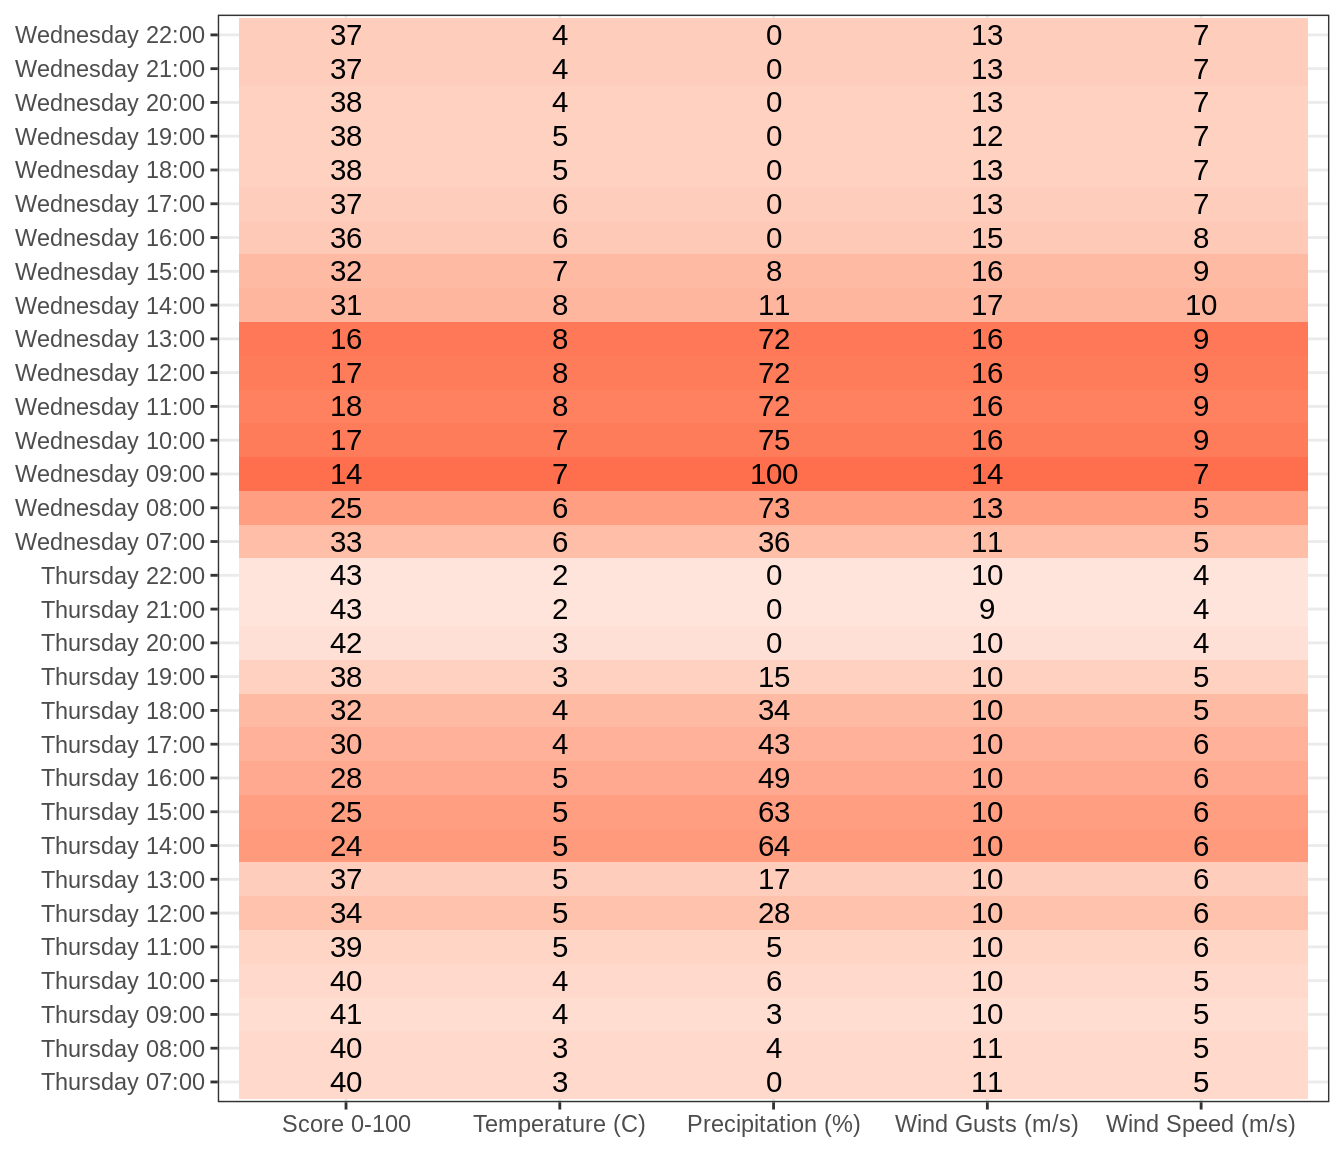 Wednesday 22:00 37 4 0 13 7
Wednesday 21:00 37 4 0 13 7
Wednesday 20:00 38 4 0 13 7
Wednesday 19:00 38 5 0 12 7
Wednesday 18:00 38 5 0 13 7
Wednesday 17:00 37 6 0 13 7
Wednesday 16:00 36 6 0 15 8
Wednesday 15:00 32 7 8 16 9
Wednesday 14:00 31 8 11 17 10
Wednesday 13:00 16 8 72 16 9
Wednesday 12:00 17 8 72 16 9
Wednesday 11:00 18 8 72 16 9
Wednesday 10:00 17 7 75 16 9
Wednesday 09:00 14 7 100 14 7
Wednesday 08:00 25 6 73 13 5
Wednesday 07:00 33 6 36 11 5
Thursday 22:00 43 2 0 10 4
Thursday 21:00 43 2 0 9 4
Thursday 20:00 42 3 0 10 4
Thursday 19:00 38 3 15 10 5
Thursday 18:00 32 4 34 10 5
Thursday 17:00 30 4 43 10 6
Thursday 16:00 28 5 49 10 6
Thursday 15:00 25 5 63 10 6
Thursday 14:00 24 5 64 10 6
Thursday 13:00 37 5 17 10 6
Thursday 12:00 34 5 28 10 6
Thursday 11:00 39 5 5 10 6
Thursday 10:00 40 4 6 10 5
Thursday 09:00 41 4 3 10 5
Thursday 08:00 40 3 4 11 5
Thursday 07:00 40 3 0 11 5
Score 0-100 Temperature (C) Precipitation (%) Wind Gusts (m/s) Wind Speed (m/s)